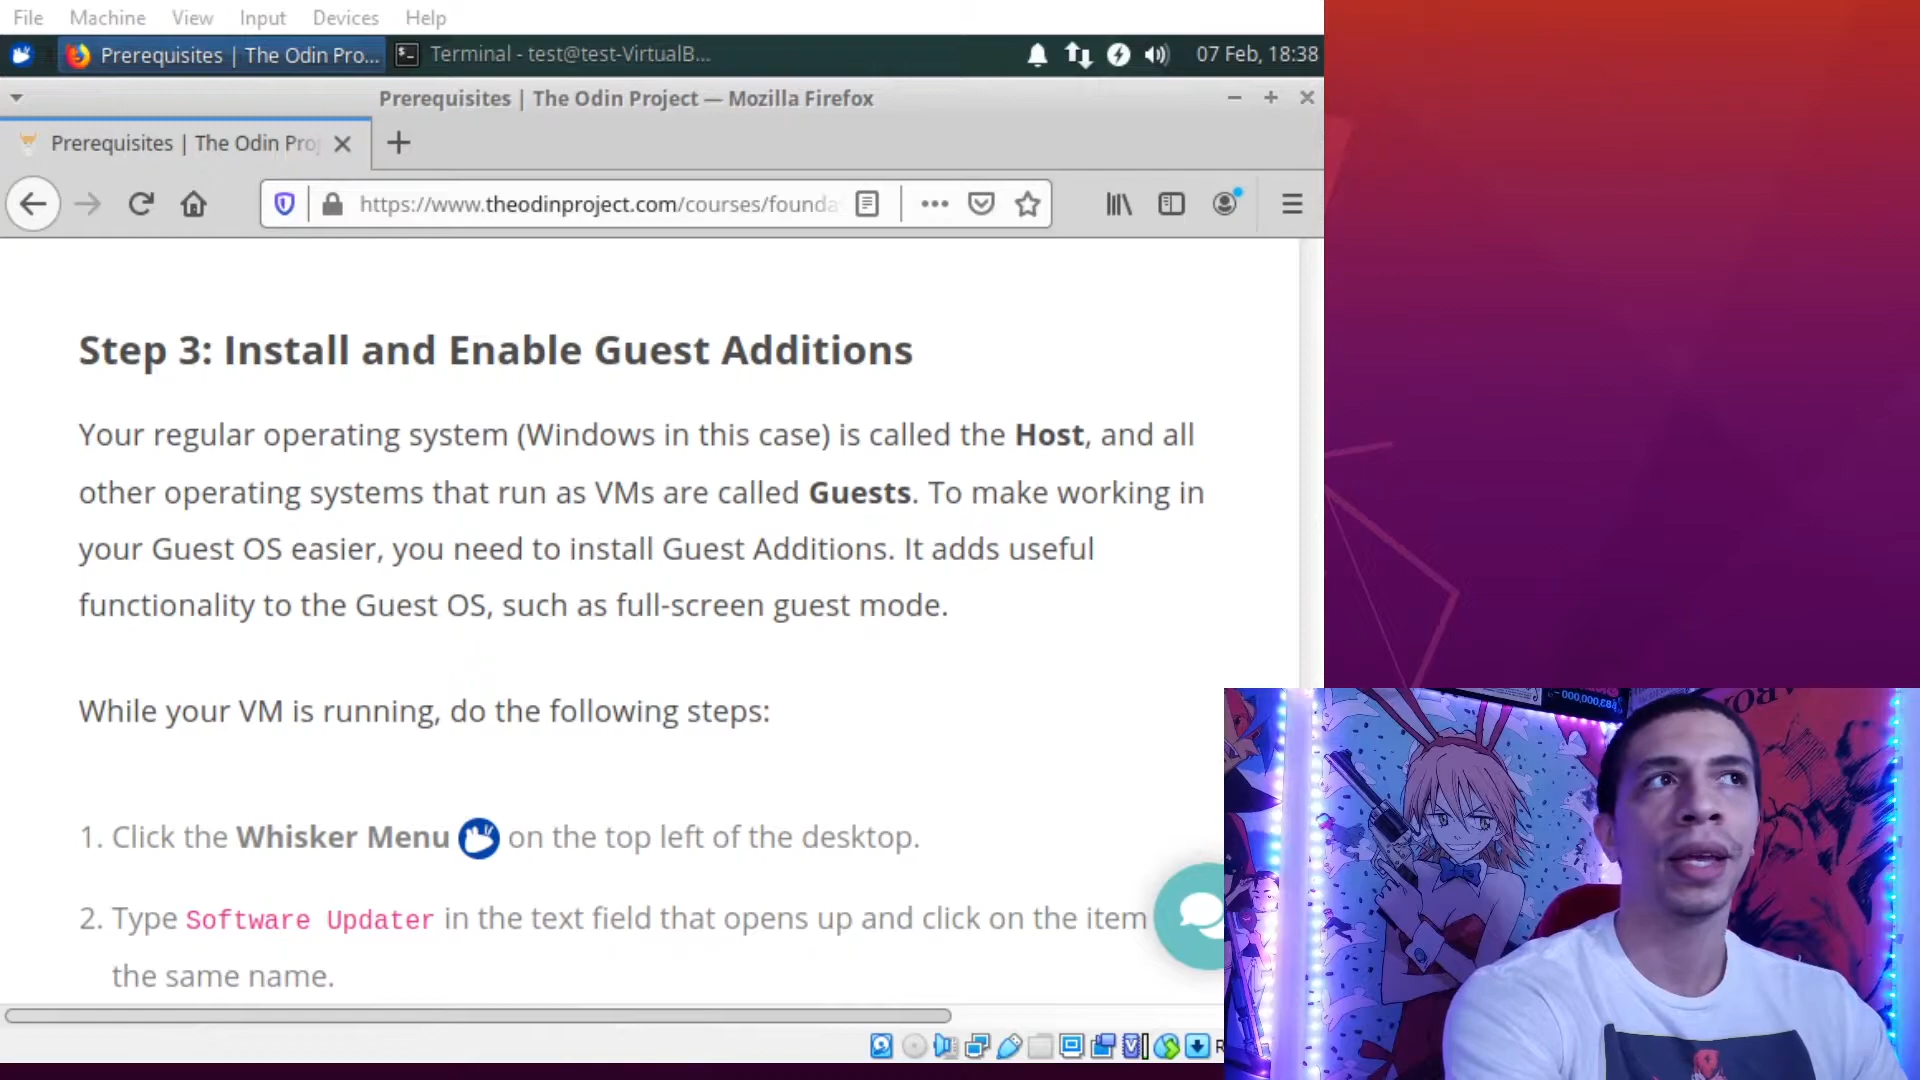 File Machine View Input Devices Help
Prerequisites | The Odin Pro... Terminal - test@test-VirtualB... 07 Feb, 18:38
Prerequisites | The Odin Project — Mozilla Firefox
Prerequisites | The Odin Proj
https://www.theodinproject.com/courses/founda
Step 3: Install and Enable Guest Additions
Your regular operating system (Windows in this case) is called the Host, and all
other operating systems that run as VMs are called Guests. To make working in
your Guest OS easier, you need to install Guest Additions. It adds useful
functionality to the Guest OS, such as full-screen guest mode.
While your VM is running, do the following steps:
1. Click the Whisker Menu on the top left of the desktop.
2. Type Software Updater in the text field that opens up and click on the item
the same name.